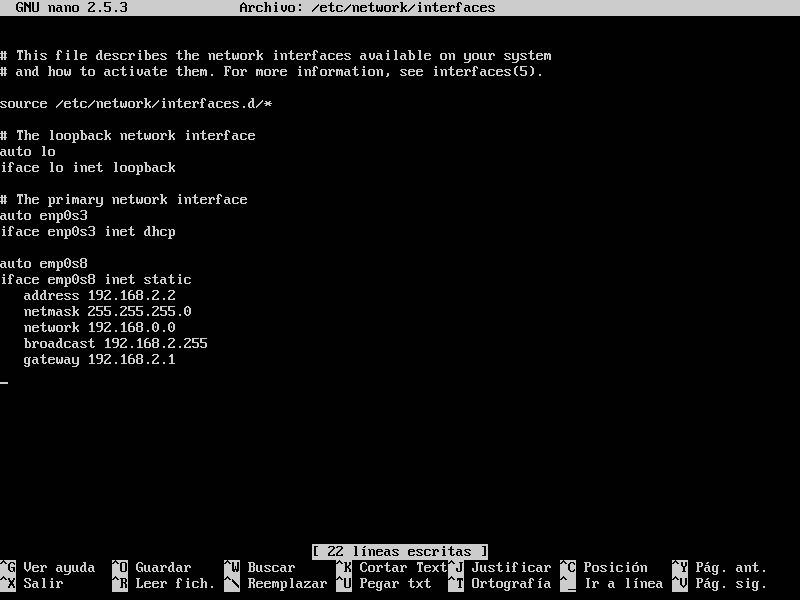 GNU nano 2.5.3 Archivo: /etc/network/interfaces
# This file describes the network interfaces available on your system
# and how to activate them. For more information, see interfaces(5).
source /etc/network/interfaces.d/*
# The loopback network interface
auto lo
iface lo inet loopback
# The primary network interface
auto enp0s3
iface enp0s3 inet dhcp
auto emp0s8
iface emp0s8 inet static
address 192.168.2.2
netmask 255.255.255.0
network 192.168.0.0
broadcast 192.168.2.255
gateway 192.168.2.1
[ 22 líneas escritas ]
^G Ver ayuda ^O Guardar ^W Buscar ^K Cortar Text ^J Justificar ^C Posición ^Y Pág. ant.
^X Salir ^R Leer fich. ^\ Reemplazar ^U Pegar txt ^T Ortografía ^_ Ir a línea ^V Pág. sig.